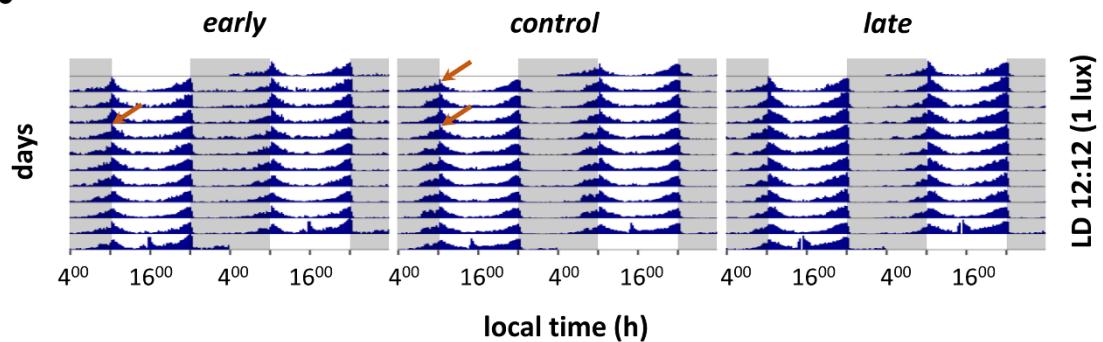 early control late
days
LD 12:12 (1 lux)
4⁰⁰ 16⁰⁰ 4⁰⁰ 16⁰⁰ 4⁰⁰ 16⁰⁰ 4⁰⁰ 16⁰⁰ 4⁰⁰ 16⁰⁰ 4⁰⁰ 16⁰⁰
local time (h)